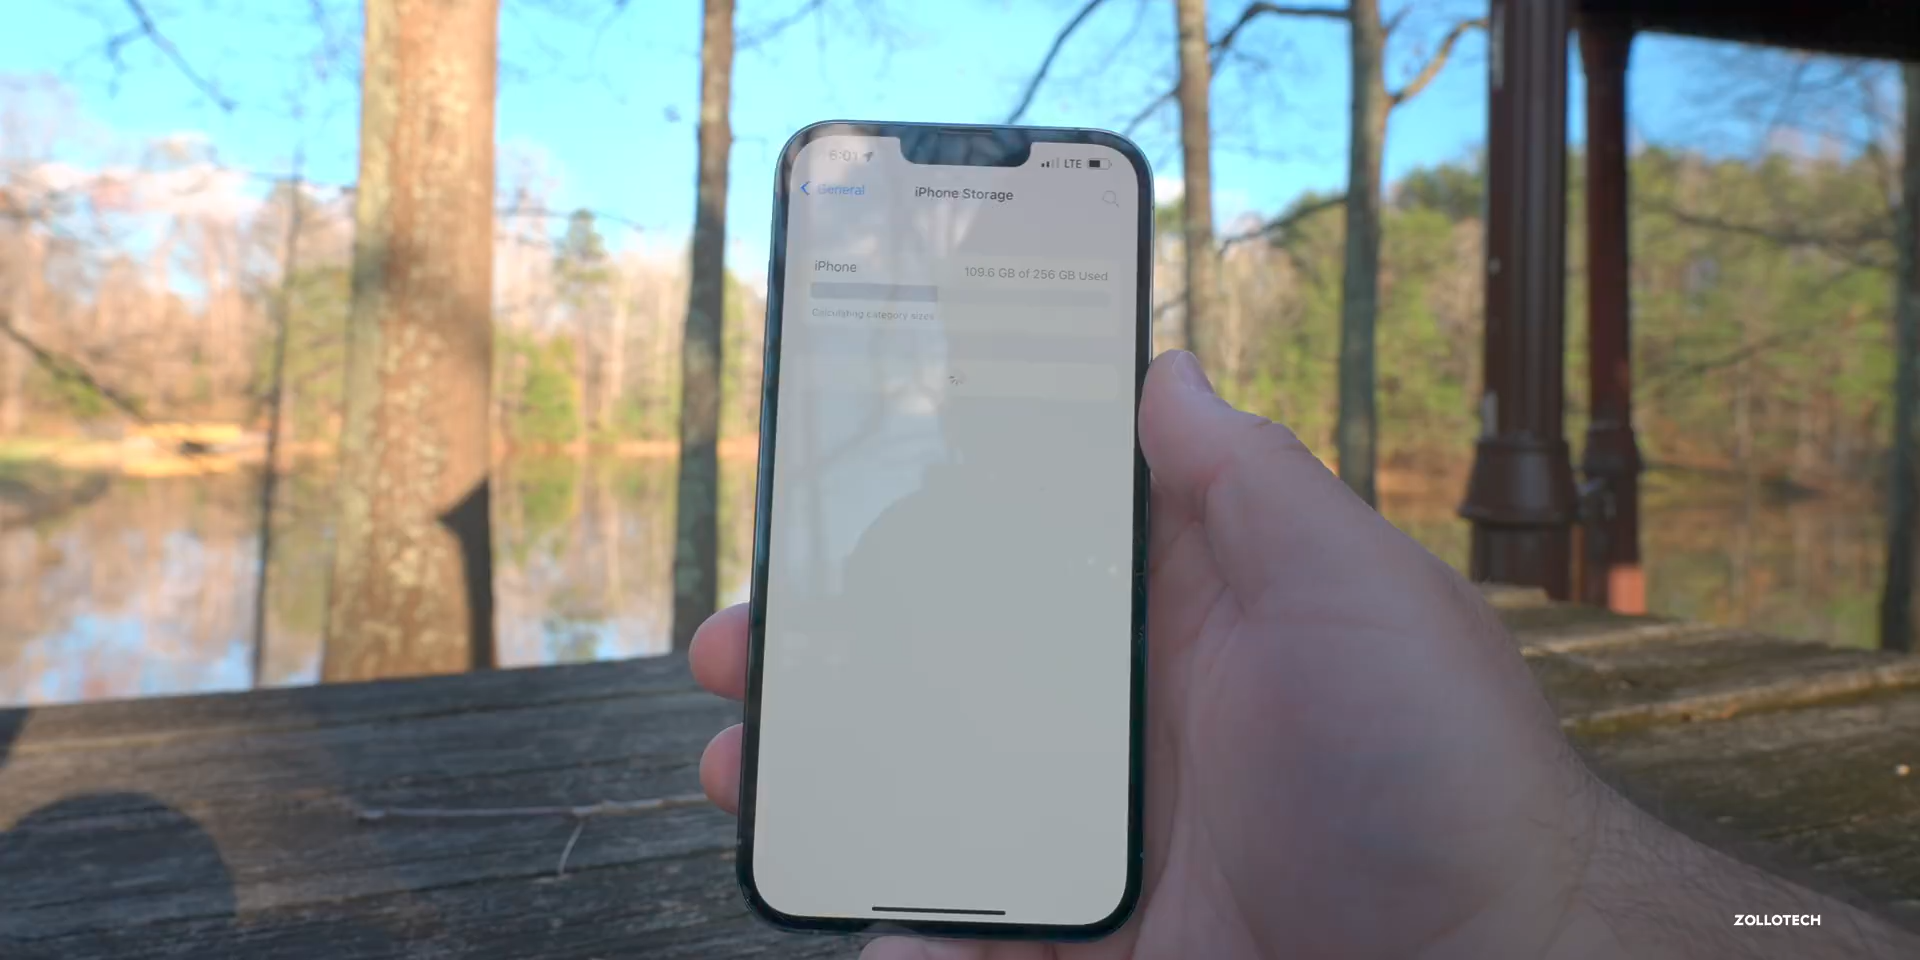 6:01
LTE
General
iPhone Storage
iPhone
109.6 GB of 256 GB Used
Calculating category sizes
ZOLLOTECH